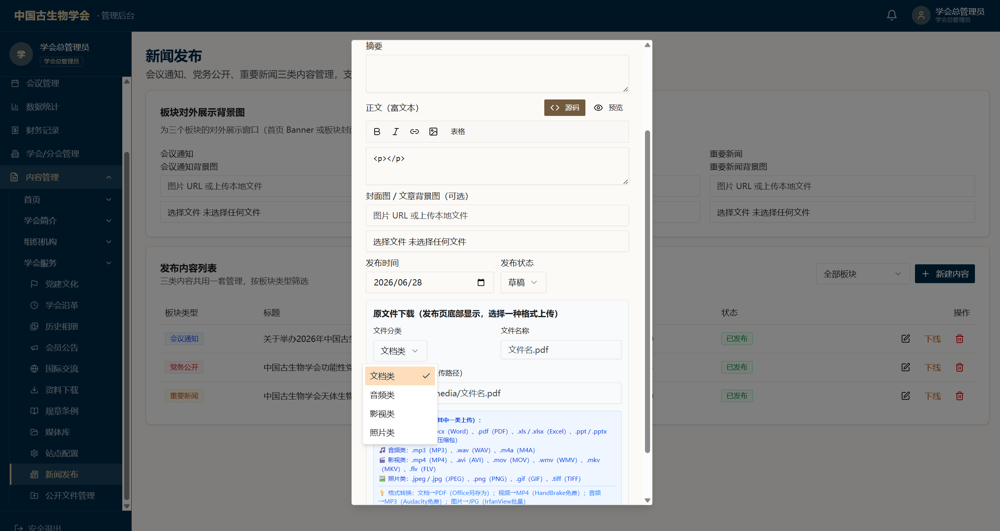 中国古生物学会 · 管理后台
学会总管理员
学会总管理员
学
学会总管理员
学会总管理员
会议管理
数据统计
财务记录
学会/分会管理
内容管理
首页
学会简介
组织机构
学会服务
党建文化
学会沿革
历史相册
会员公告
国际交流
资料下载
规章条例
媒体库
站点配置
新闻发布
公开文件管理
安全退出
新闻发布
会议通知、党务公开、重要新闻三类内容管理，支
板块对外展示背景图
为三个板块的对外展示窗口（首页 Banner 或板块封面
会议通知
会议通知背景图
图片 URL 或上传本地文件
选择文件 未选择任何文件
重要新闻
重要新闻背景图
图片 URL 或上传本地文件
选择文件 未选择任何文件
发布内容列表
三类内容共用一套管理，按板块类型筛选
全部板块
新建内容
板块类型 标题 状态 操作
会议通知 关于举办2026年中国古生 已发布 下线
党务公开 中国古生物学会功能性党 已发布 下线
重要新闻 中国古生物学会天体生物 已发布 下线
摘要
正文（富文本）
源码 预览
表格
<p></p>
封面图 / 文章背景图（可选）
图片 URL 或上传本地文件
选择文件 未选择任何文件
发布时间 发布状态
2026/06/28 草稿
原文件下载（发布页底部显示，选择一种格式上传）
文件分类 文件名称
文档类 文件名.pdf
文档类
音频类
影视类
照片类
传路径）
media/文件名.pdf
其中一类上传）：
ocx（Word）、.pdf（PDF）、.xls / .xlsx（Excel）、.ppt / .pptx
压缩包）
音频类：.mp3（MP3）、.wav（WAV）、.m4a（M4A）
影视类：.mp4（MP4）、.avi（AVI）、.mov（MOV）、.wmv（WMV）、.mkv
（MKV）、.flv（FLV）
照片类：.jpeg / .jpg（JPEG）、.png（PNG）、.gif（GIF）、.tiff（TIFF）
格式转换：文档→PDF（Office另存为）；视频→MP4（HandBrake免费）；音频
→MP3（Audacity免费）；图片→JPG（IrfanView批量）